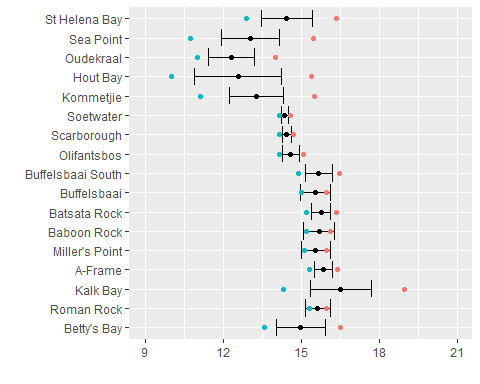 St Helena Bay
Sea Point
Oudekraal
Hout Bay
Kommetjie
Soetwater
Scarborough
Olifantsbos
Buffelsbaai South
Buffelsbaai
Batsata Rock
Baboon Rock
Miller's Point
A-Frame
Kalk Bay
Roman Rock
Betty's Bay
9 12 15 18 21